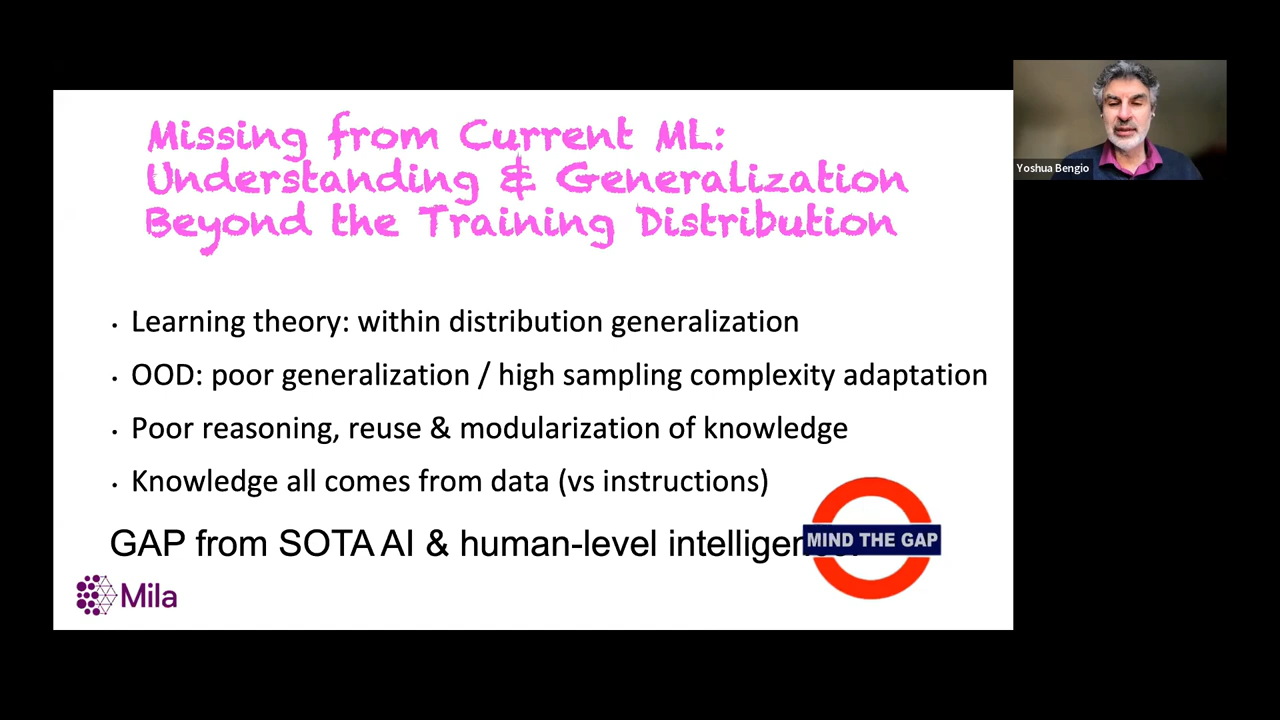 Missing from Current ML:
Understanding & Generalization
Beyond the Training Distribution
Yoshua Bengio
• Learning theory: within distribution generalization
• OOD: poor generalization / high sampling complexity adaptation
• Poor reasoning, reuse & modularization of knowledge
• Knowledge all comes from data (vs instructions)
GAP from SOTA AI & human-level
MIND THE GAP
Mila